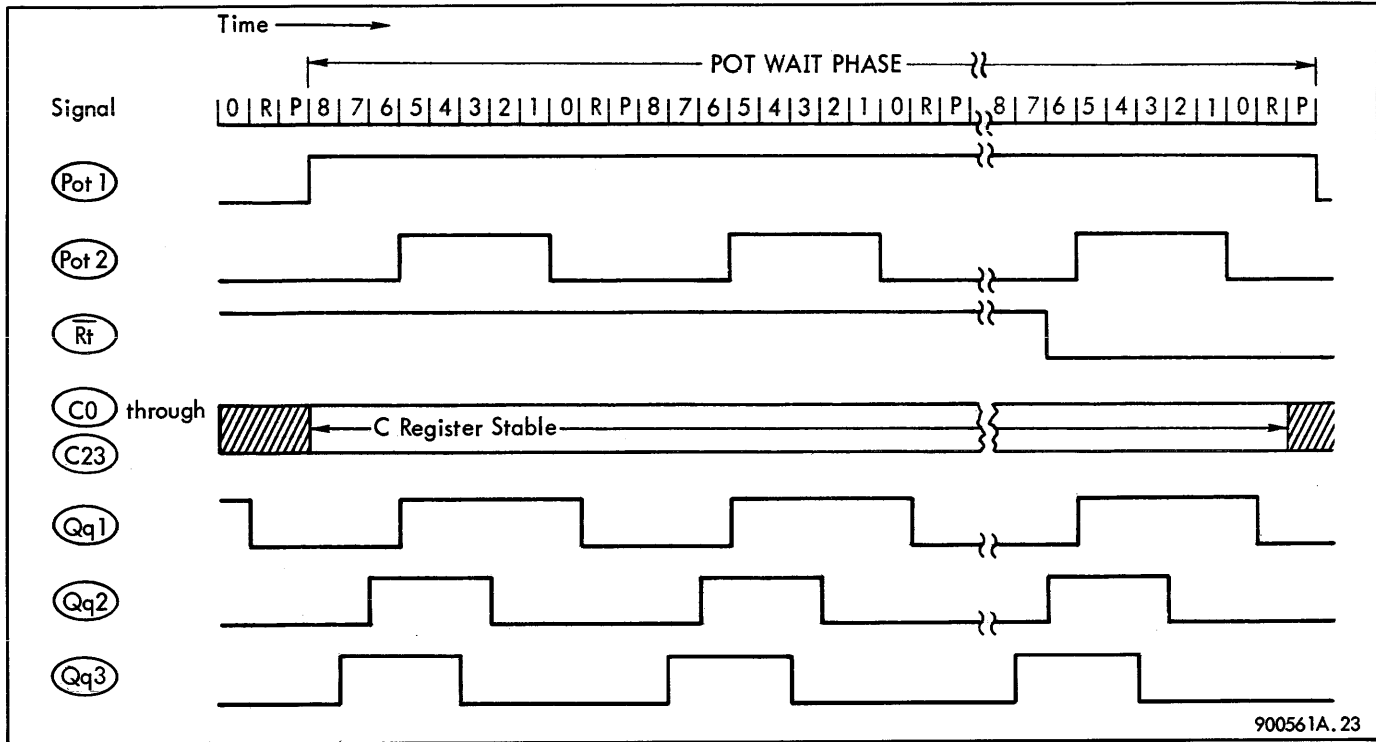 Time
POT WAIT PHASE
Signal
0 R P 8 7 6 5 4 3 2 1 0 R P 8 7 6 5 4 3 2 1 0 R P 8 7 6 5 4 3 2 1 0 R P
Pot 1
Pot 2
R̅t̅
C0 through
C Register Stable
C23
Qq1
Qq2
Qq3
900561A.23